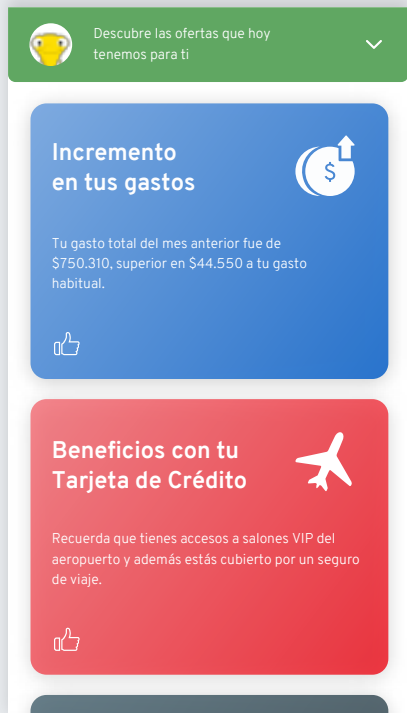 Descubre las ofertas que hoy
tenemos para ti
Incremento
en tus gastos
$
Tu gasto total del mes anterior fue de
$750.310, superior en $44.550 a tu gasto
habitual.
Beneficios con tu
Tarjeta de Crédito
Recuerda que tienes accesos a salones VIP del
aeropuerto y además estás cubierto por un seguro
de viaje.